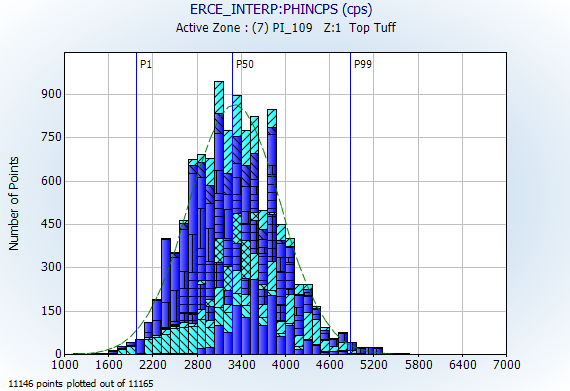 ERCE_INTERP:PHINCPS (cps)
Active Zone : (7) PI_109 Z:1 Top Tuff
P1 P50 P99
Number of Points
900
750
600
450
300
150
0
1000 1600 2200 2800 3400 4000 4600 5200 5800 6400 7000
11146 points plotted out of 11165